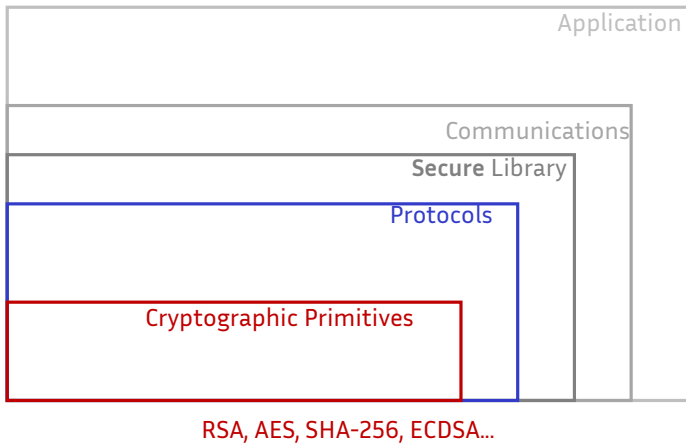 Application
Communications
Secure Library
Protocols
Cryptographic Primitives
RSA, AES, SHA-256, ECDSA...